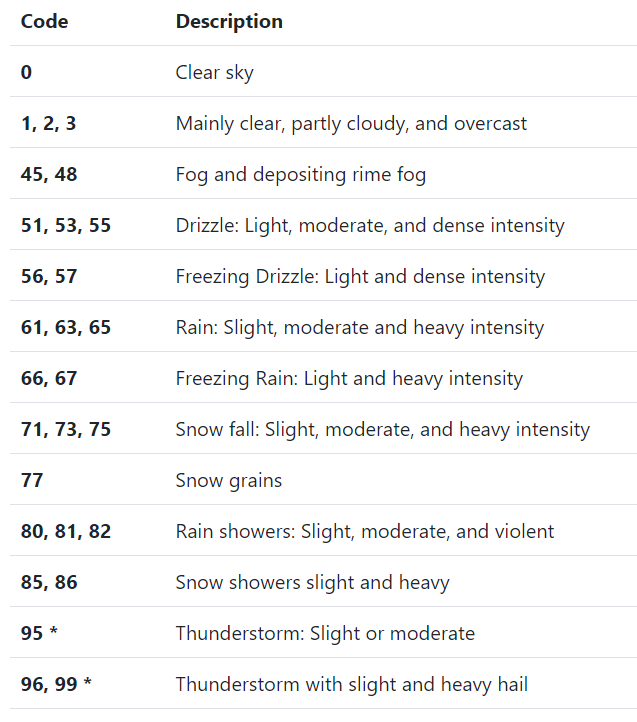 Code Description
0 Clear sky
1, 2, 3 Mainly clear, partly cloudy, and overcast
45, 48 Fog and depositing rime fog
51, 53, 55 Drizzle: Light, moderate, and dense intensity
56, 57 Freezing Drizzle: Light and dense intensity
61, 63, 65 Rain: Slight, moderate and heavy intensity
66, 67 Freezing Rain: Light and heavy intensity
71, 73, 75 Snow fall: Slight, moderate, and heavy intensity
77 Snow grains
80, 81, 82 Rain showers: Slight, moderate, and violent
85, 86 Snow showers slight and heavy
95 * Thunderstorm: Slight or moderate
96, 99 * Thunderstorm with slight and heavy hail